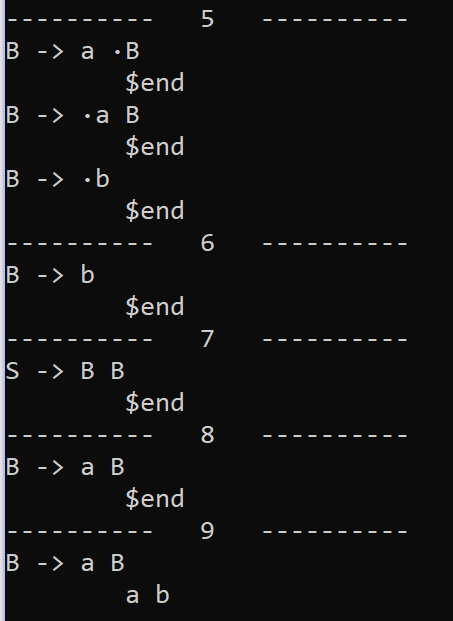 ----------   5   ----------
B -> a ·B
        $end
B -> ·a B
        $end
B -> ·b
        $end
----------   6   ----------
B -> b
        $end
----------   7   ----------
S -> B B
        $end
----------   8   ----------
B -> a B
        $end
----------   9   ----------
B -> a B
        a b